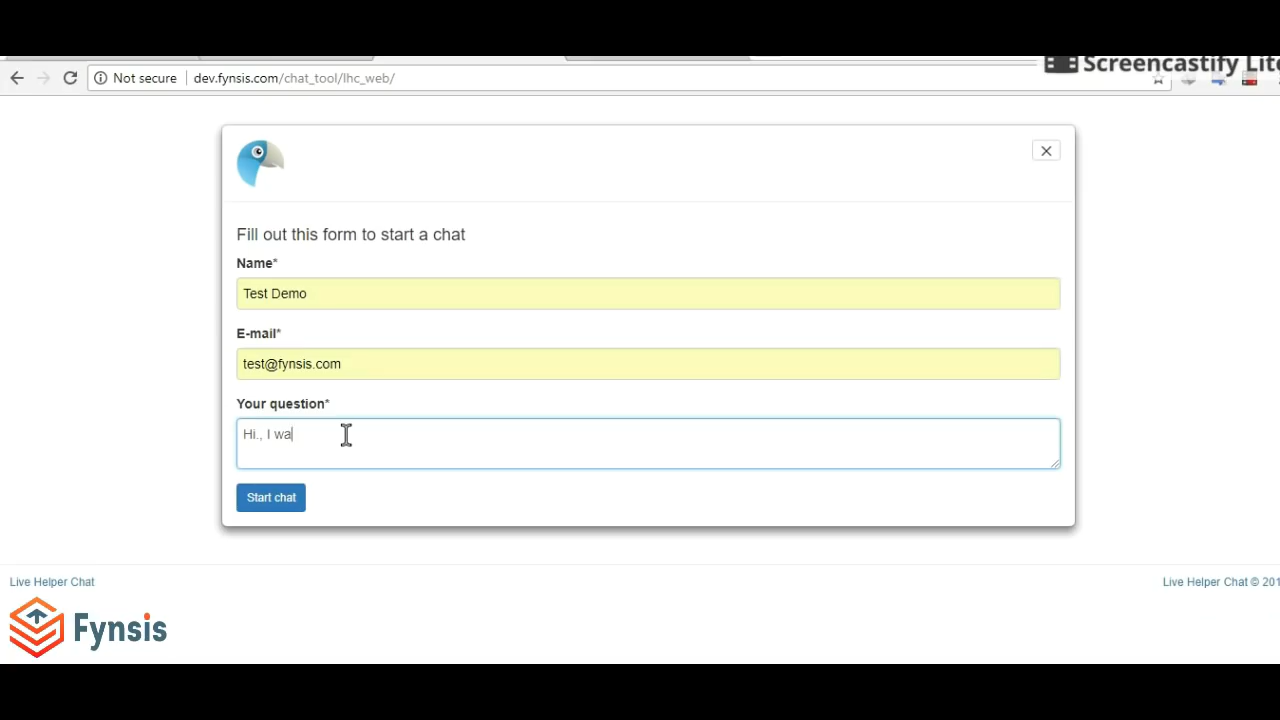 Screencastify Lite
Not secure
dev.fynsis.com/chat_tool/lhc_web/
Fill out this form to start a chat
Name*
Test Demo
E-mail*
test@fynsis.com
Your question*
Hi., I wa
Start chat
Live Helper Chat
Live Helper Chat © 201
Fynsis